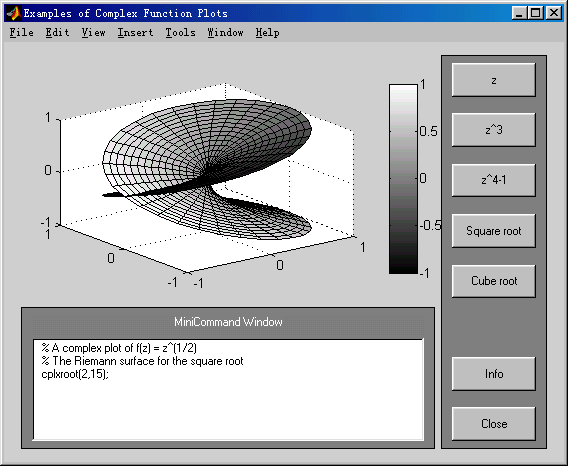 Examples of Complex Function Plots
File Edit View Insert Tools Window Help
1
0
-1
1
0
-1
-1
0
1
1
0.5
0
-0.5
-1
z
z^3
z^4-1
Square root
Cube root
Info
Close
MiniCommand Window
% A complex plot of f(z) = z^(1/2)
% The Riemann surface for the square root
cplxroot(2,15);